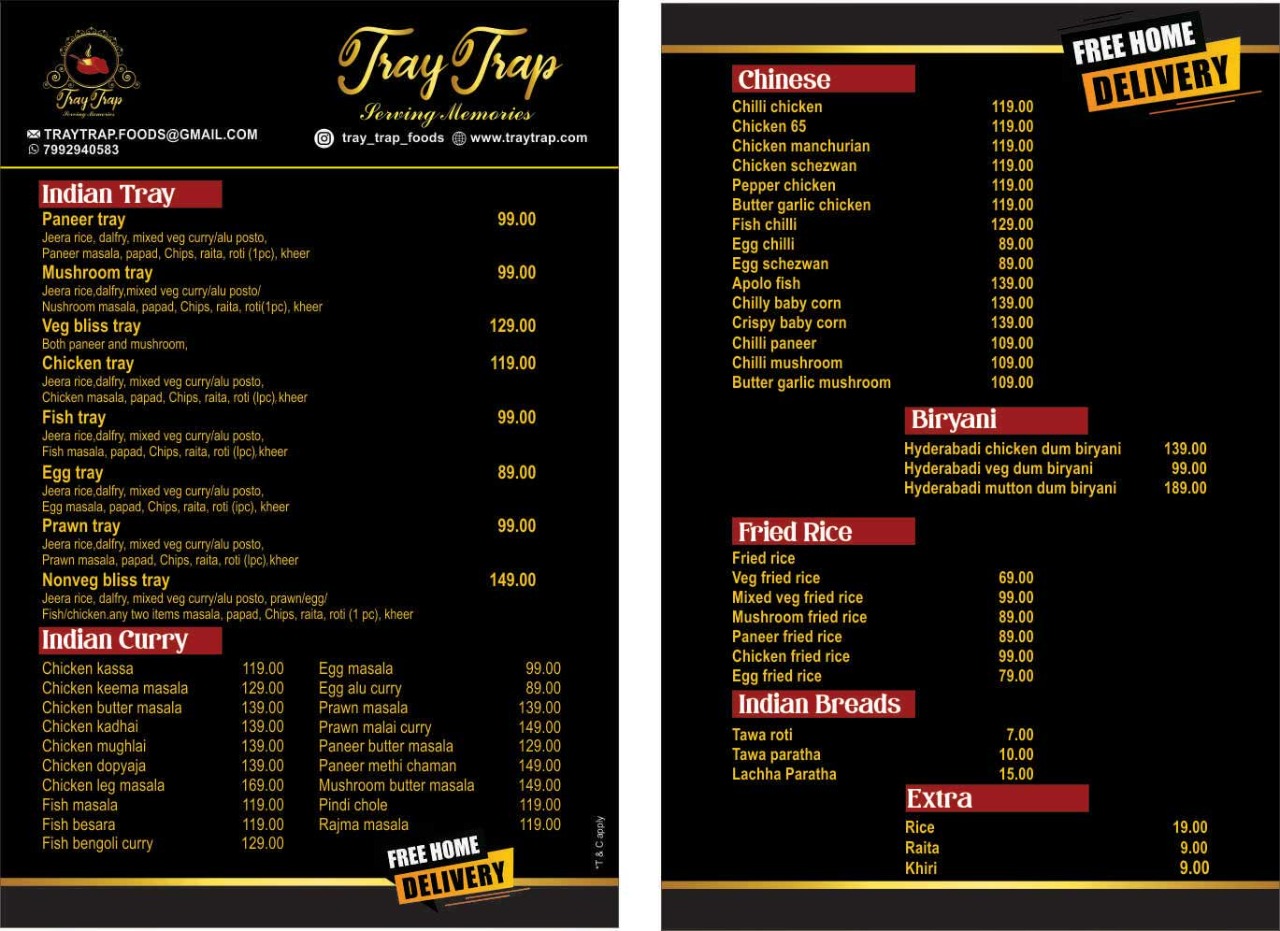 Tray Trap
Serving Memories
TRAYTRAP.FOODS@GMAIL.COM
7992940583
Tray Trap
Serving Memories
tray_trap_foods www.traytrap.com
Indian Tray
Paneer tray 99.00
Jeera rice, dalfry, mixed veg curry/alu posto,
Paneer masala, papad, Chips, raita, roti (1pc), kheer
Mushroom tray 99.00
Jeera rice,dalfry,mixed veg curry/alu posto/
Nushroom masala, papad, Chips, raita, roti(1pc), kheer
Veg bliss tray 129.00
Both paneer and mushroom,
Chicken tray 119.00
Jeera rice,dalfry, mixed veg curry/alu posto,
Chicken masala, papad, Chips, raita, roti (lpc).kheer
Fish tray 99.00
Jeera rice,dalfry, mixed veg curry/alu posto,
Fish masala, papad, Chips, raita, roti (lpc).kheer
Egg tray 89.00
Jeera rice,dalfry, mixed veg curry/alu posto,
Egg masala, papad, Chips, raita, roti (ipc), kheer
Prawn tray 99.00
Jeera rice,dalfry, mixed veg curry/alu posto,
Prawn masala, papad, Chips, raita, roti (lpc).kheer
Nonveg bliss tray 149.00
Jeera rice, dalfry, mixed veg curry/alu posto, prawn/egg/
Fish/chicken.any two items masala, papad, Chips, raita, roti (1 pc), kheer
Indian Curry
Chicken kassa 119.00
Chicken keema masala 129.00
Chicken butter masala 139.00
Chicken kadhai 139.00
Chicken mughlai 139.00
Chicken dopyaja 139.00
Chicken leg masala 169.00
Fish masala 119.00
Fish besara 119.00
Fish bengoli curry 129.00
Egg masala 99.00
Egg alu curry 89.00
Prawn masala 139.00
Prawn malai curry 149.00
Paneer butter masala 129.00
Paneer methi chaman 149.00
Mushroom butter masala 149.00
Pindi chole 119.00
Rajma masala 119.00
*T & C apply
FREE HOME
DELIVERY
FREE HOME
DELIVERY
Chinese
Chilli chicken 119.00
Chicken 65 119.00
Chicken manchurian 119.00
Chicken schezwan 119.00
Pepper chicken 119.00
Butter garlic chicken 119.00
Fish chilli 129.00
Egg chilli 89.00
Egg schezwan 89.00
Apolo fish 139.00
Chilly baby corn 139.00
Crispy baby corn 139.00
Chilli paneer 109.00
Chilli mushroom 109.00
Butter garlic mushroom 109.00
Biryani
Hyderabadi chicken dum biryani 139.00
Hyderabadi veg dum biryani 99.00
Hyderabadi mutton dum biryani 189.00
Fried Rice
Fried rice
Veg fried rice 69.00
Mixed veg fried rice 99.00
Mushroom fried rice 89.00
Paneer fried rice 89.00
Chicken fried rice 99.00
Egg fried rice 79.00
Indian Breads
Tawa roti 7.00
Tawa paratha 10.00
Lachha Paratha 15.00
Extra
Rice 19.00
Raita 9.00
Khiri 9.00